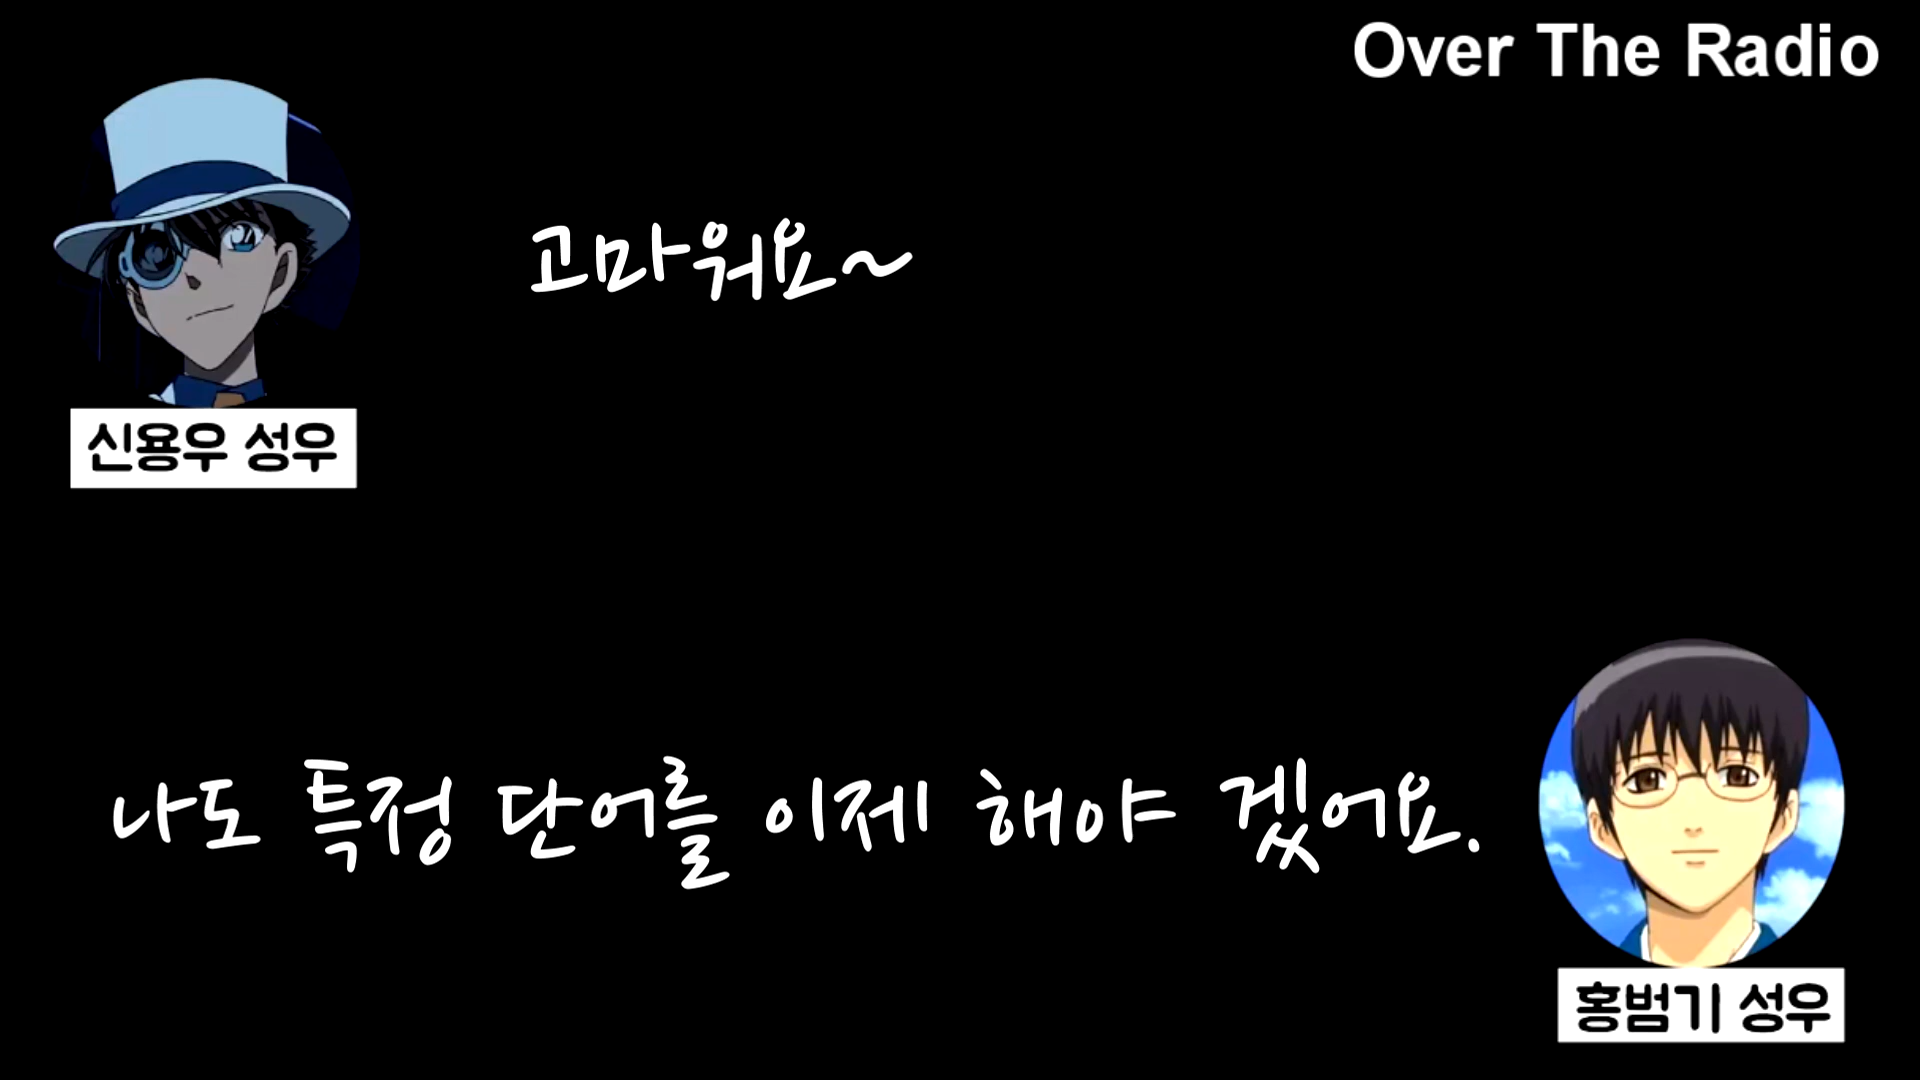 Over The Radio
고마워요~
신용우 성우
나도 특정 단어를 이제 해야 겠어요.
홍범기 성우